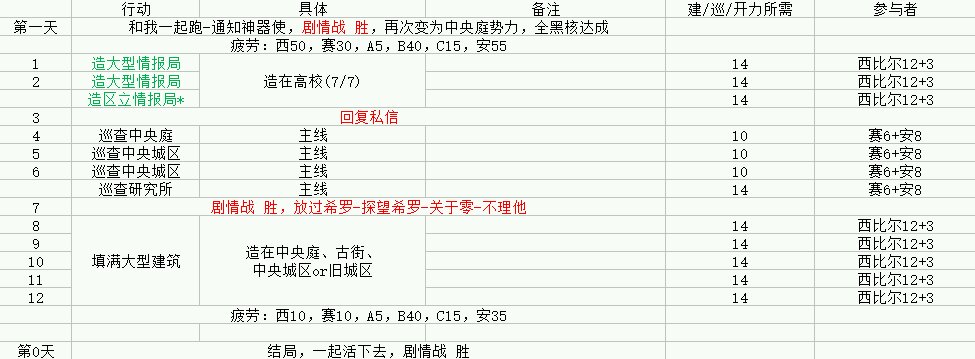 行动 具体 备注 建/巡/开力所需 参与者
第一天 和我一起跑-通知神器使，剧情战 胜，再次变为中央庭势力，全黑核达成
疲劳：西50，赛30，A5，B40，C15，安55
1 造大型情报局 14 西比尔12+3
2 造大型情报局 造在高校(7/7) 14 西比尔12+3
造区立情报局* 14 西比尔12+3
3 回复私信
4 巡查中央庭 主线 10 赛6+安8
5 巡查中央城区 主线 10 赛6+安8
6 巡查中央城区 主线 10 赛6+安8
巡查研究所 主线 14 赛6+安8
7 剧情战 胜，放过希罗-探望希罗-关于零-不理他
8 14 西比尔12+3
9 造在中央庭、古街、 14 西比尔12+3
10 填满大型建筑 中央城区or旧城区 14 西比尔12+3
11 14 西比尔12+3
12 14 西比尔12+3
疲劳：西10，赛10，A5，B40，C15，安35
第0天 结局，一起活下去，剧情战 胜